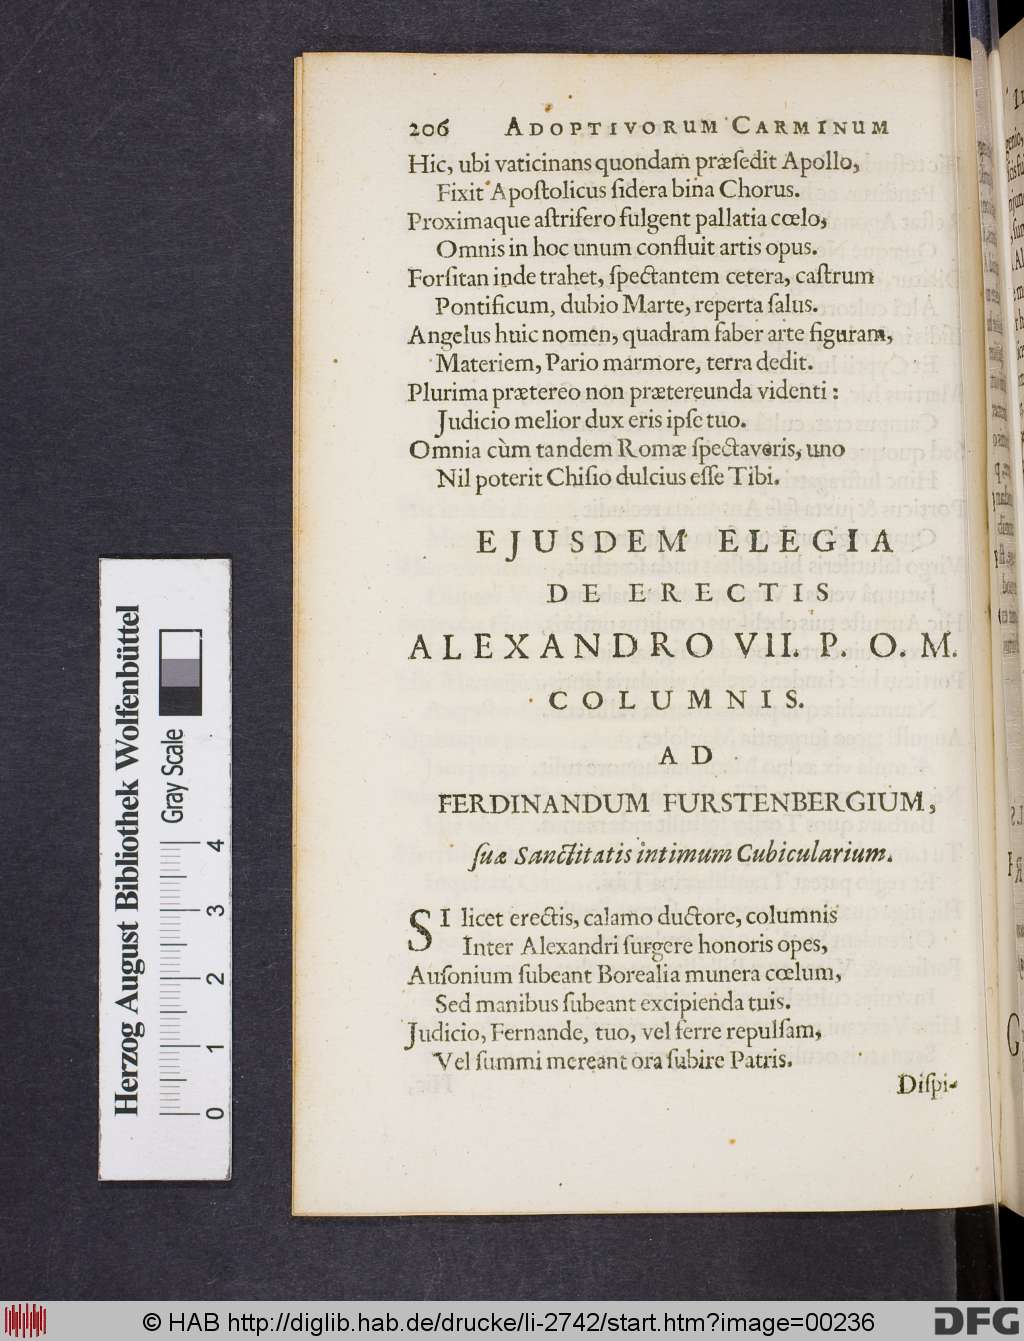 206 ADOPTIVORUM CARMINUM
Hic, ubi vaticinans quondam præsedit Apollo,
Fixit Apostolicus sidera bina Chorus.
Proximaque astrifero fulgent pallatia cœlo,
Omnis in hoc unum confluit artis opus.
Forsitan inde trahet, spectantem cetera, castrum
Pontificum, dubio Marte, reperta salus.
Angelus huic nomen, quadram faber arte figuram,
Materiem, Pario marmore, terra dedit.
Plurima prætereo non prætereunda videnti :
Judicio melior dux eris ipse tuo.
Omnia cùm tandem Romæ spectaveris, uno
Nil poterit Chisio dulcius esse Tibi.
EJUSDEM ELEGIA
DE ERECTIS
ALEXANDRO VII. P. O. M.
COLUMNIS.
AD
FERDINANDUM FURSTENBERGIUM,
suæ Sanctitatis intimum Cubicularium.
SI licet erectis, calamo ductore, columnis
Inter Alexandri surgere honoris opes,
Ausonium subeant Borealia munera cœlum,
Sed manibus subeant excipienda tuis.
Judicio, Fernande, tuo, vel ferre repulsam,
Vel summi mereant ora subire Patris.
Dispi-
Herzog August Bibliothek Wolfenbüttel
Gray Scale
0 1 2 3 4
© HAB http://diglib.hab.de/drucke/li-2742/start.htm?image=00236
DFG